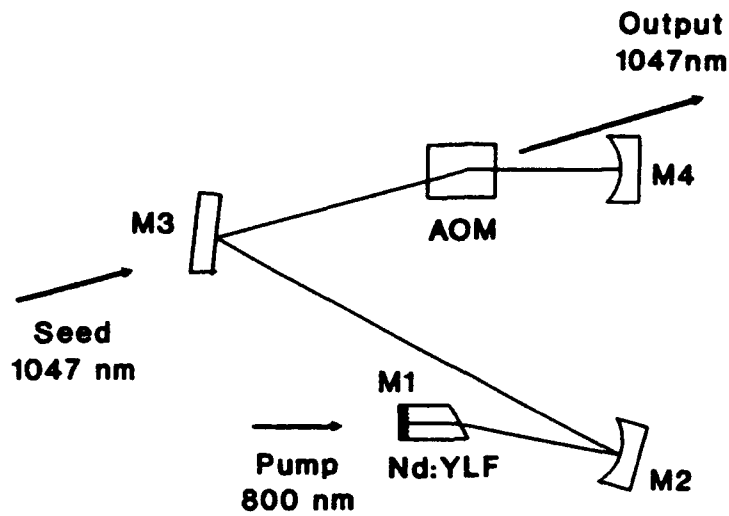 Output
1047nm
M4
M3
AOM
Seed
1047 nm
M1
Pump
800 nm
Nd:YLF
M2